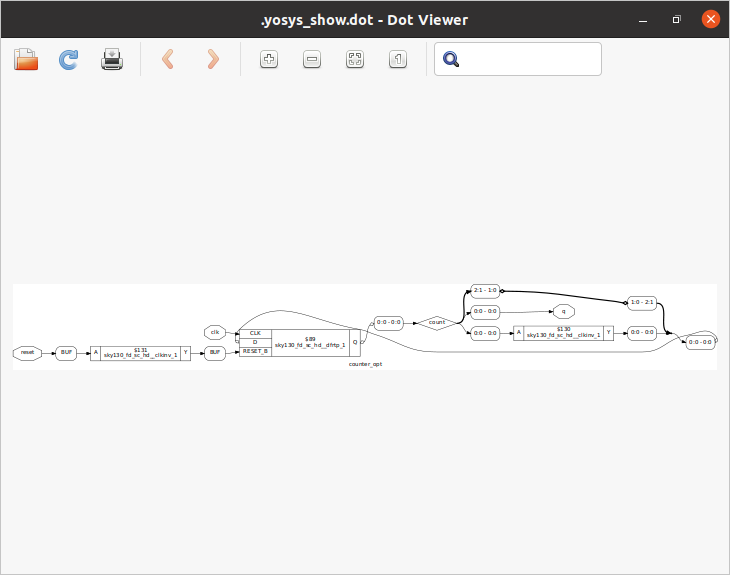 .yosys_show.dot - Dot Viewer
1
2:1 - 1:0
1:0 - 2:1
0:0 - 0:0
q
clk
CLK
D
RESET_B
$89
sky130_fd_sc_hd__dfrtp_1
Q
0:0 - 0:0
count
0:0 - 0:0
A
$130
sky130_fd_sc_hd__clkinv_1
Y
0:0 - 0:0
0:0 - 0:0
reset
BUF
A
$131
sky130_fd_sc_hd__clkinv_1
Y
BUF
counter_opt